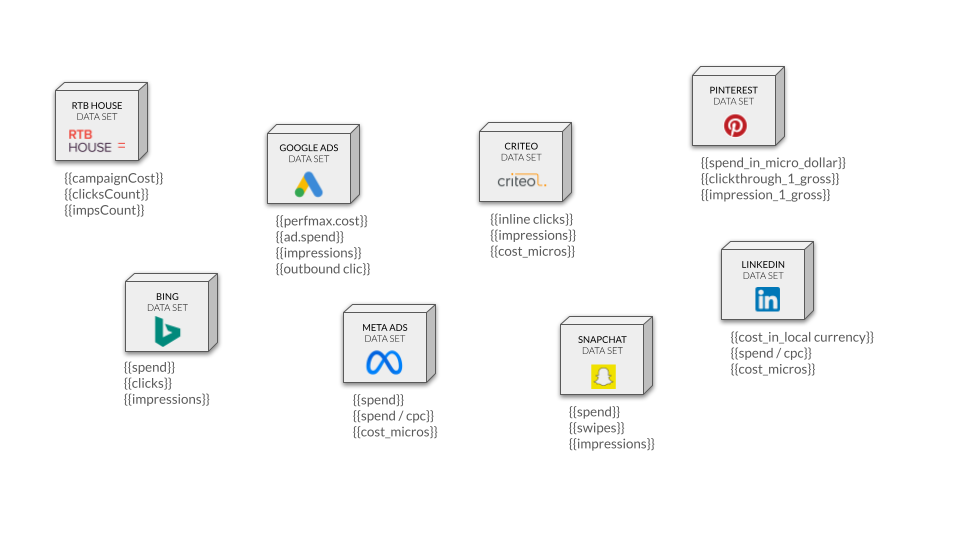 RTB HOUSE
DATA SET
RTB
HOUSE
{{campaignCost}}
{{clicksCount}}
{{impsCount}}
GOOGLE ADS
DATA SET
{{perfmax.cost}}
{{ad.spend}}
{{impressions}}
{{outbound clic}}
CRITEO
DATA SET
criteo
{{inline clicks}}
{{impressions}}
{{cost_micros}}
PINTEREST
DATA SET
{{spend_in_micro_dollar}}
{{clickthrough_1_gross}}
{{impression_1_gross}}
BING
DATA SET
{{spend}}
{{clicks}}
{{impressions}}
META ADS
DATA SET
{{spend}}
{{spend / cpc}}
{{cost_micros}}
SNAPCHAT
DATA SET
{{spend}}
{{swipes}}
{{impressions}}
LINKEDIN
DATA SET
in
{{cost_in_local currency}}
{{spend / cpc}}
{{cost_micros}}